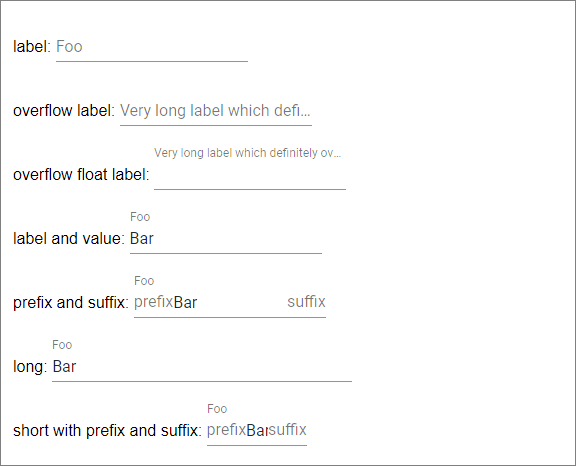 label: Foo
overflow label: Very long label which defi…
Very long label which definitely ov…
overflow float label:
Foo
label and value: Bar
Foo
prefix and suffix: prefixBar suffix
Foo
long: Bar
Foo
short with prefix and suffix: prefixBarsuffix